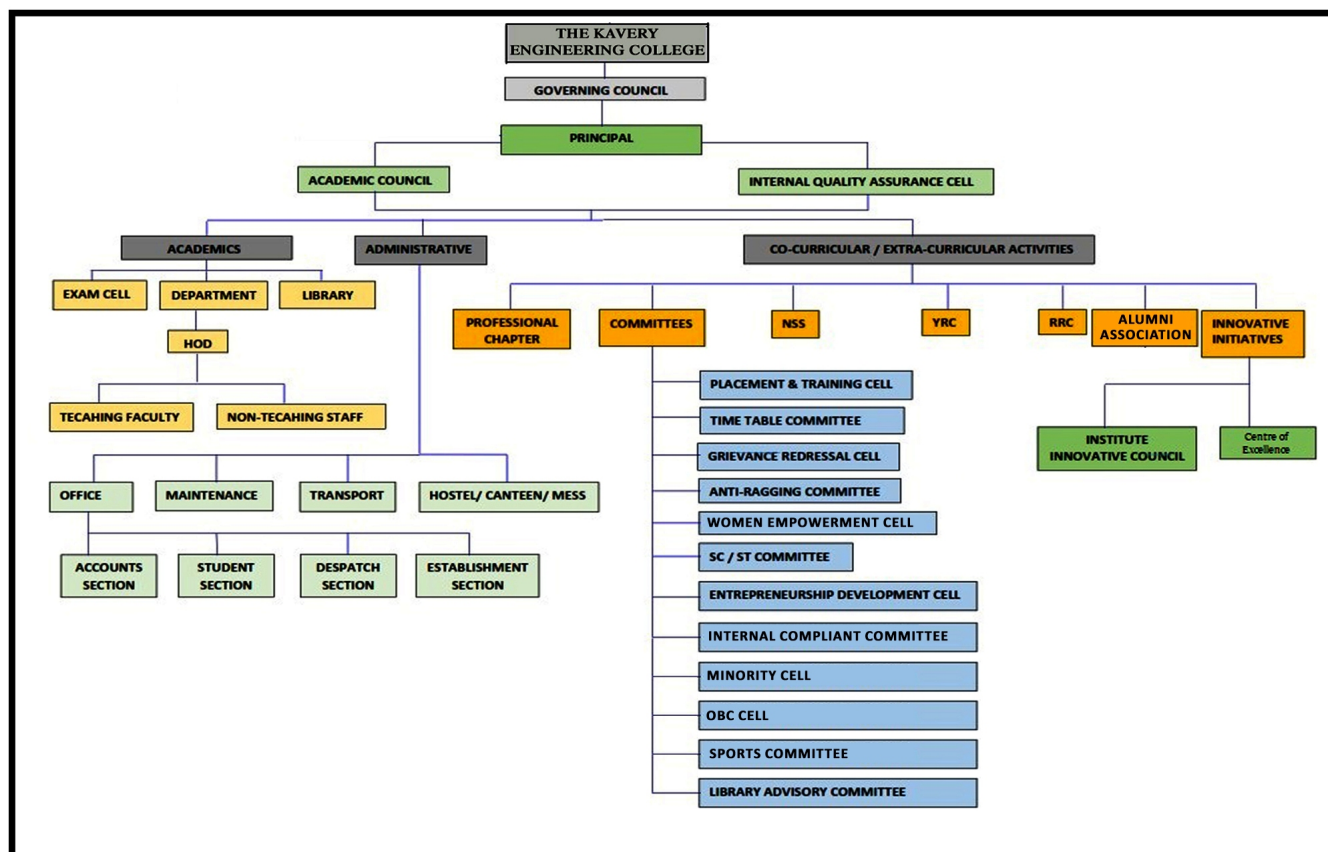 THE KAVERY
ENGINEERING COLLEGE
GOVERNING COUNCIL
PRINCIPAL
ACADEMIC COUNCIL
INTERNAL QUALITY ASSURANCE CELL
ACADEMICS
ADMINISTRATIVE
CO-CURRICULAR / EXTRA-CURRICULAR ACTIVITIES
EXAM CELL
DEPARTMENT
LIBRARY
HOD
TECAHING FACULTY
NON-TECAHING STAFF
PROFESSIONAL
CHAPTER
COMMITTEES
NSS
YRC
RRC
ALUMNI
ASSOCIATION
INNOVATIVE
INITIATIVES
PLACEMENT & TRAINING CELL
TIME TABLE COMMITTEE
GRIEVANCE REDRESSAL CELL
ANTI-RAGGING COMMITTEE
WOMEN EMPOWERMENT CELL
SC / ST COMMITTEE
ENTREPRENEURSHIP DEVELOPMENT CELL
INTERNAL COMPLIANT COMMITTEE
MINORITY CELL
OBC CELL
SPORTS COMMITTEE
LIBRARY ADVISORY COMMITTEE
INSTITUTE
INNOVATIVE COUNCIL
Centre of
Excellence
OFFICE
MAINTENANCE
TRANSPORT
HOSTEL/ CANTEEN/ MESS
ACCOUNTS
SECTION
STUDENT
SECTION
DESPATCH
SECTION
ESTABLISHMENT
SECTION